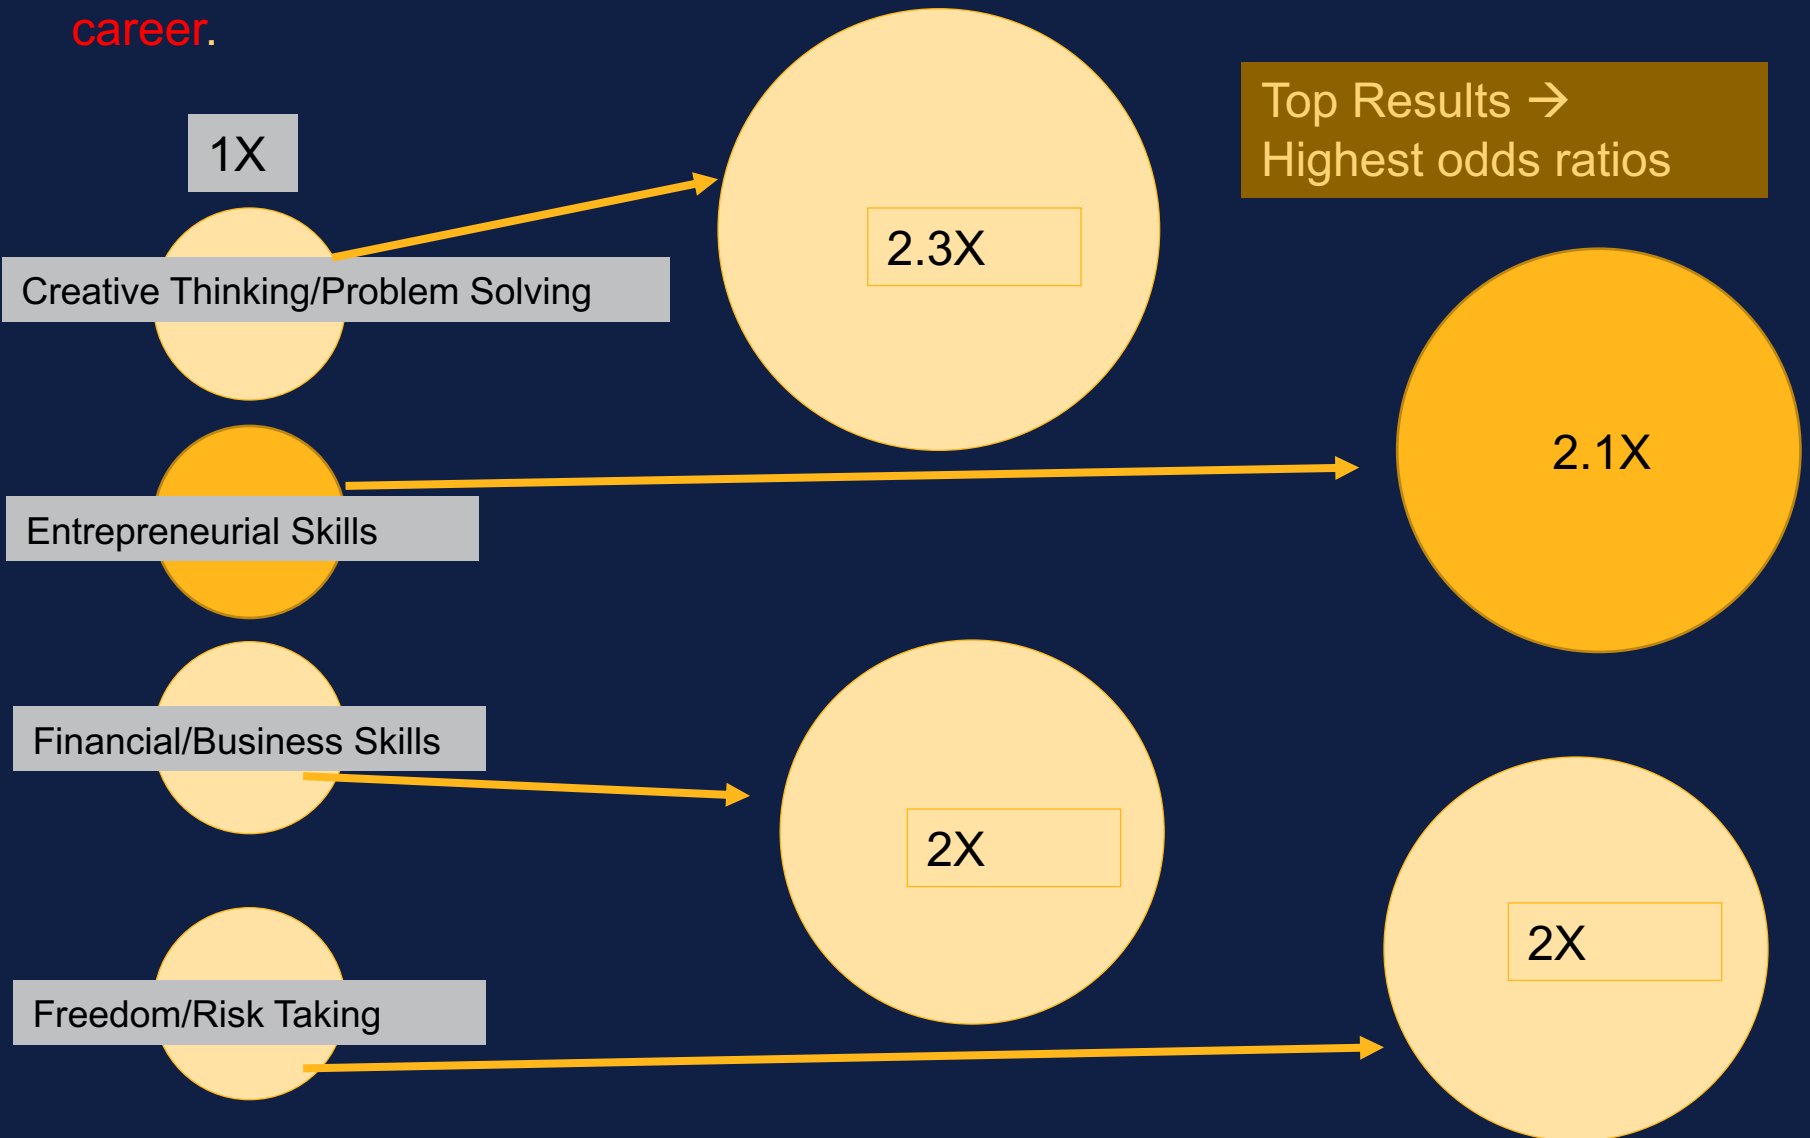 career.
1X
Top Results →
Highest odds ratios
2.3X
Creative Thinking/Problem Solving
2.1X
Entrepreneurial Skills
Financial/Business Skills
2X
2X
Freedom/Risk Taking